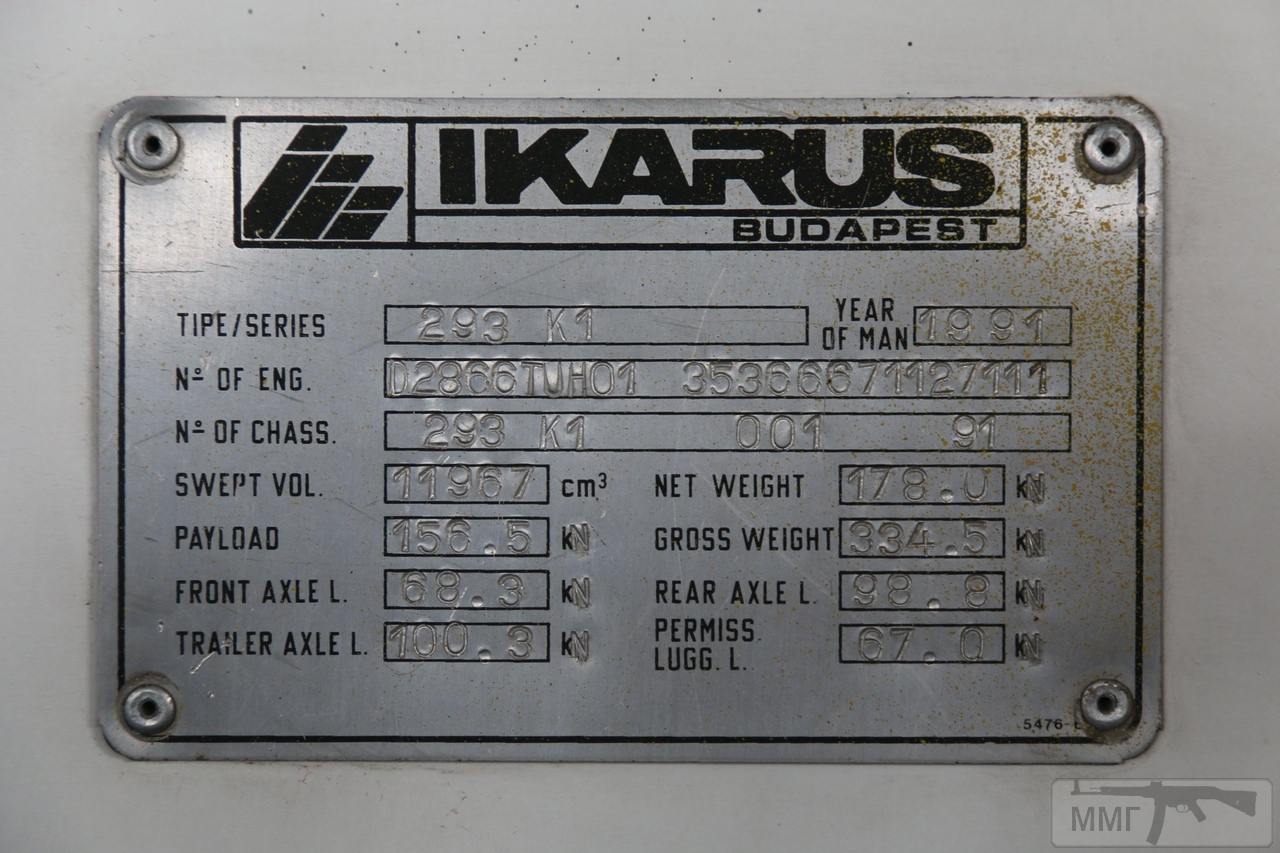 IKARUS
BUDAPEST
TIPE/SERIES 293 K1 YEAR OF MAN 1991
Nº OF ENG. D2866TUH01 35366671127111
Nº OF CHASS. 293 K1 001 91
SWEPT VOL. 11967 cm³ NET WEIGHT 178.0 kN
PAYLOAD 156.5 kN GROSS WEIGHT 334.5 kN
FRONT AXLE L. 68.3 kN REAR AXLE L. 98.8 kN
TRAILER AXLE L. 100.3 kN PERMISS. LUGG. L. 67.0 kN
5476-
ММГ